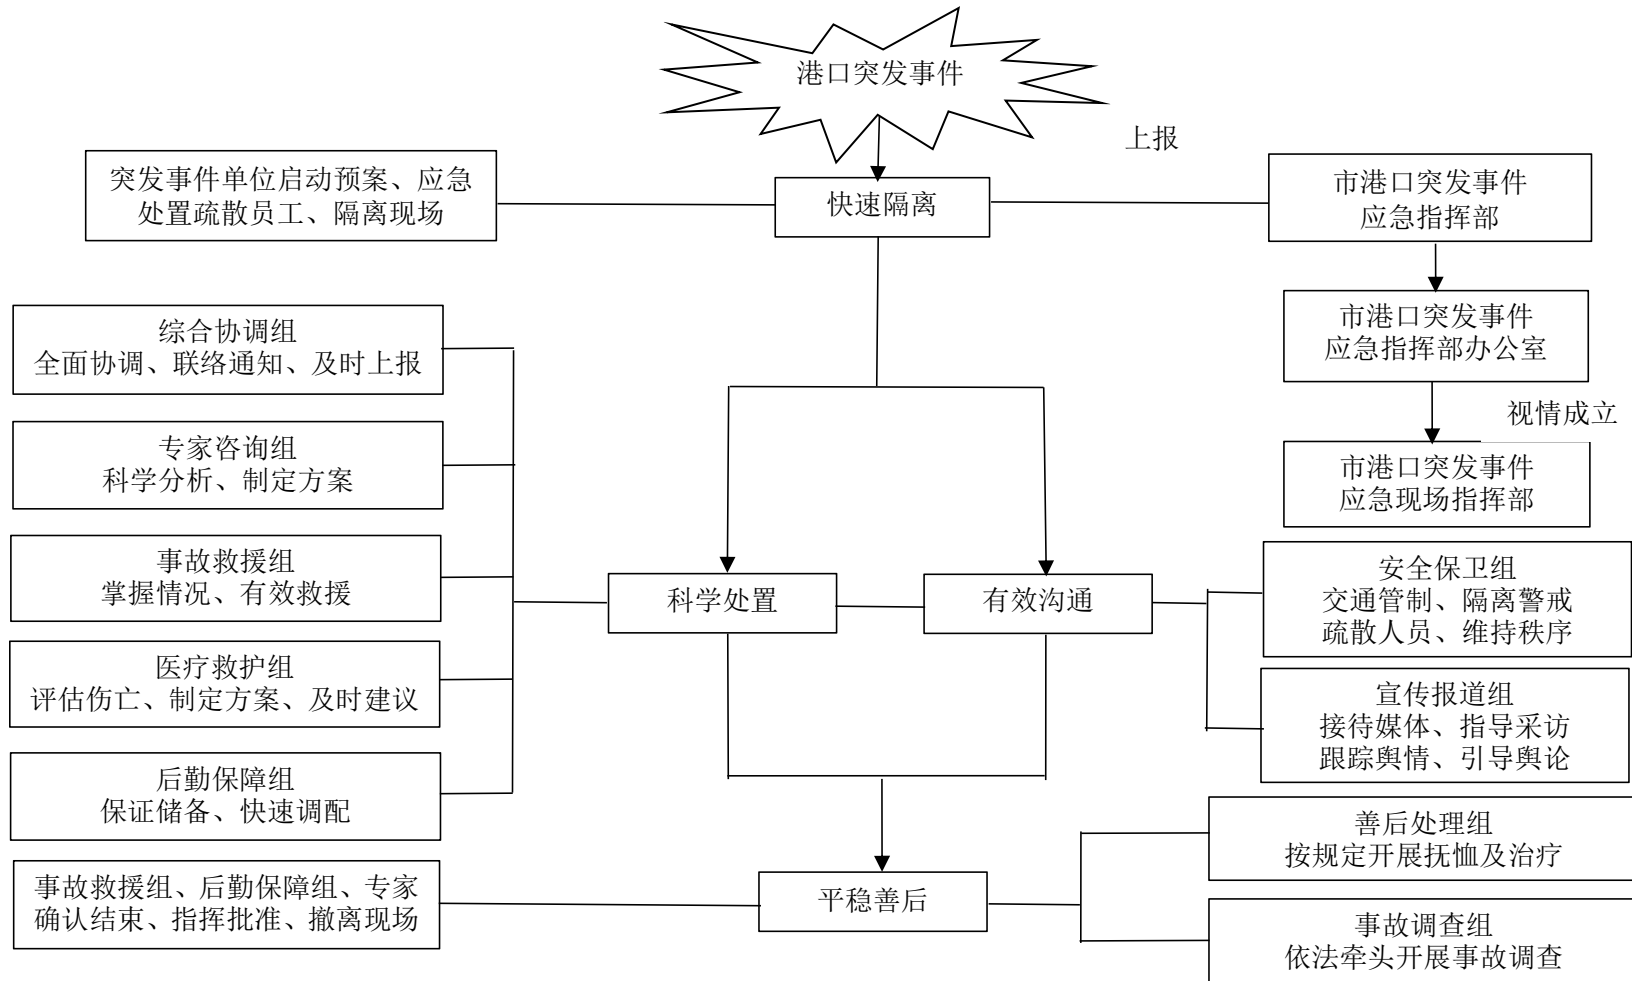 港口突发事件
上报
突发事件单位启动预案、应急
处置疏散员工、隔离现场
快速隔离
市港口突发事件
应急指挥部
市港口突发事件
应急指挥部办公室
视情成立
市港口突发事件
应急现场指挥部
综合协调组
全面协调、联络通知、及时上报
专家咨询组
科学分析、制定方案
事故救援组
掌握情况、有效救援
医疗救护组
评估伤亡、制定方案、及时建议
后勤保障组
保证储备、快速调配
科学处置
有效沟通
安全保卫组
交通管制、隔离警戒
疏散人员、维持秩序
宣传报道组
接待媒体、指导采访
跟踪舆情、引导舆论
事故救援组、后勤保障组、专家
确认结束、指挥批准、撤离现场
平稳善后
善后处理组
按规定开展抚恤及治疗
事故调查组
依法牵头开展事故调查